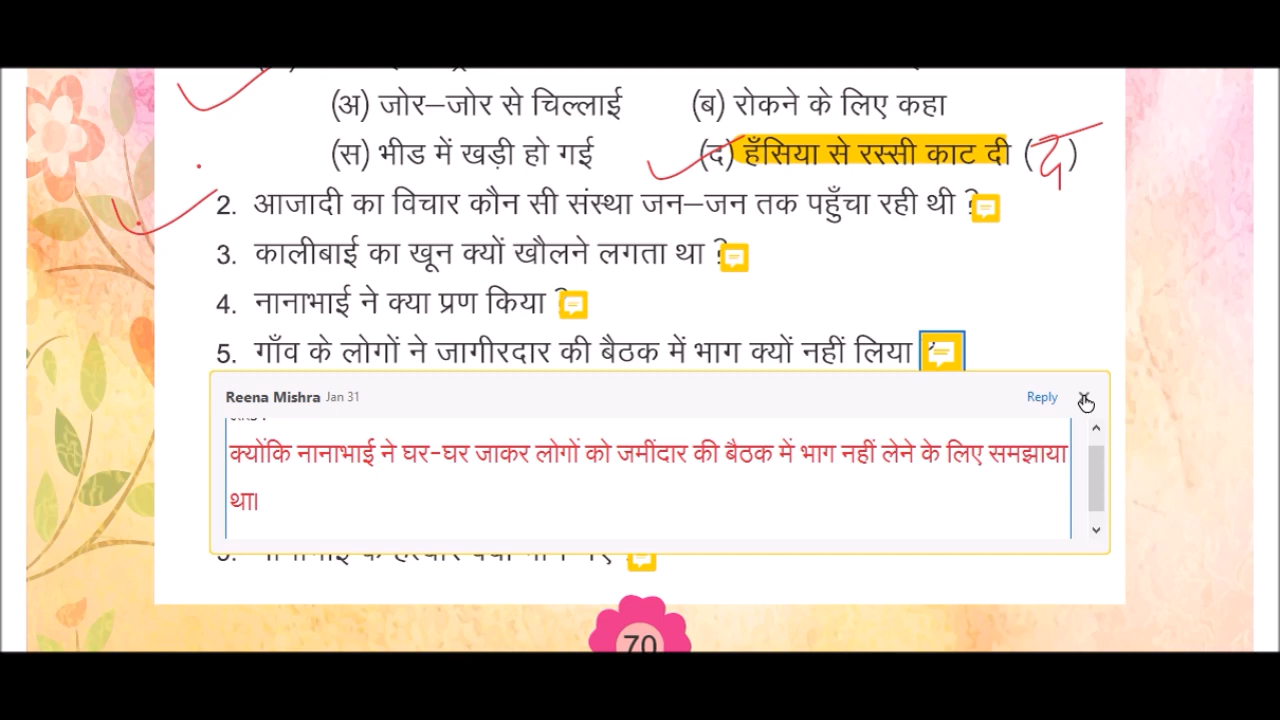 (अ) जोर–जोर से चिल्लाई (ब) रोकने के लिए कहा
(स) भीड में खड़ी हो गई (द) हँसिया से रस्सी काट दी (द)
2. आजादी का विचार कौन सी संस्था जन–जन तक पहुँचा रही थी ?
3. कालीबाई का खून क्यों खौलने लगता था ?
4. नानाभाई ने क्या प्रण किया ?
5. गाँव के लोगों ने जागीरदार की बैठक में भाग क्यों नहीं लिया
Reena Mishra Jan 31 Reply
क्योंकि नानाभाई ने घर-घर जाकर लोगों को जमींदार की बैठक में भाग नहीं लेने के लिए समझाया
था।
70